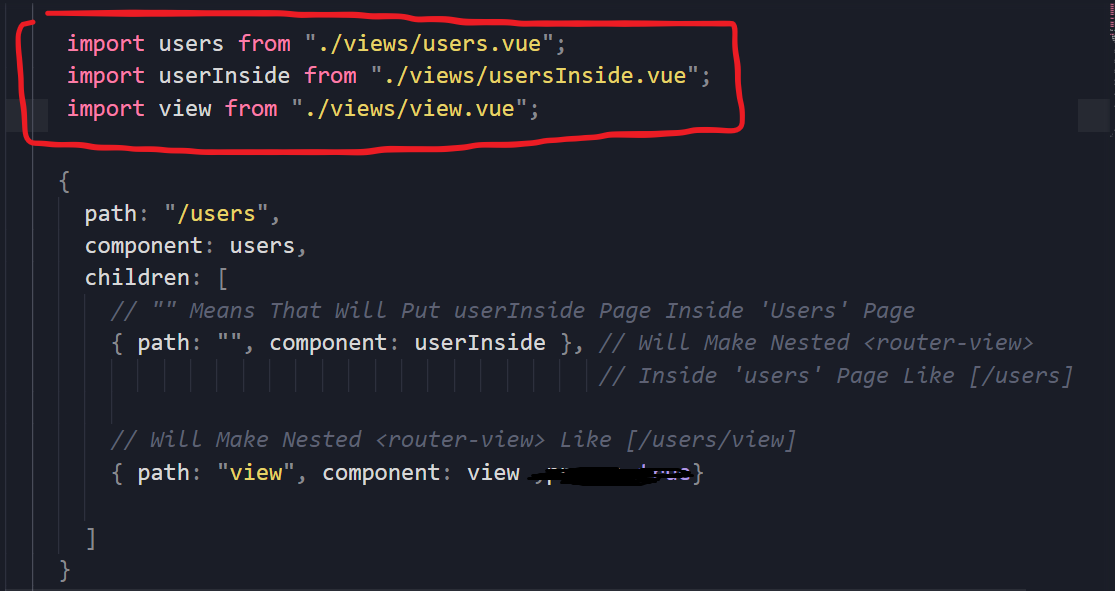 import users from "./views/users.vue";
import userInside from "./views/usersInside.vue";
import view from "./views/view.vue";
{
path: "/users",
component: users,
children: [
// "" Means That Will Put userInside Page Inside 'Users' Page
{ path: "", component: userInside }, // Will Make Nested <router-view>
// Inside 'users' Page Like [/users]
// Will Make Nested <router-view> Like [/users/view]
{ path: "view", component: view }
]
}